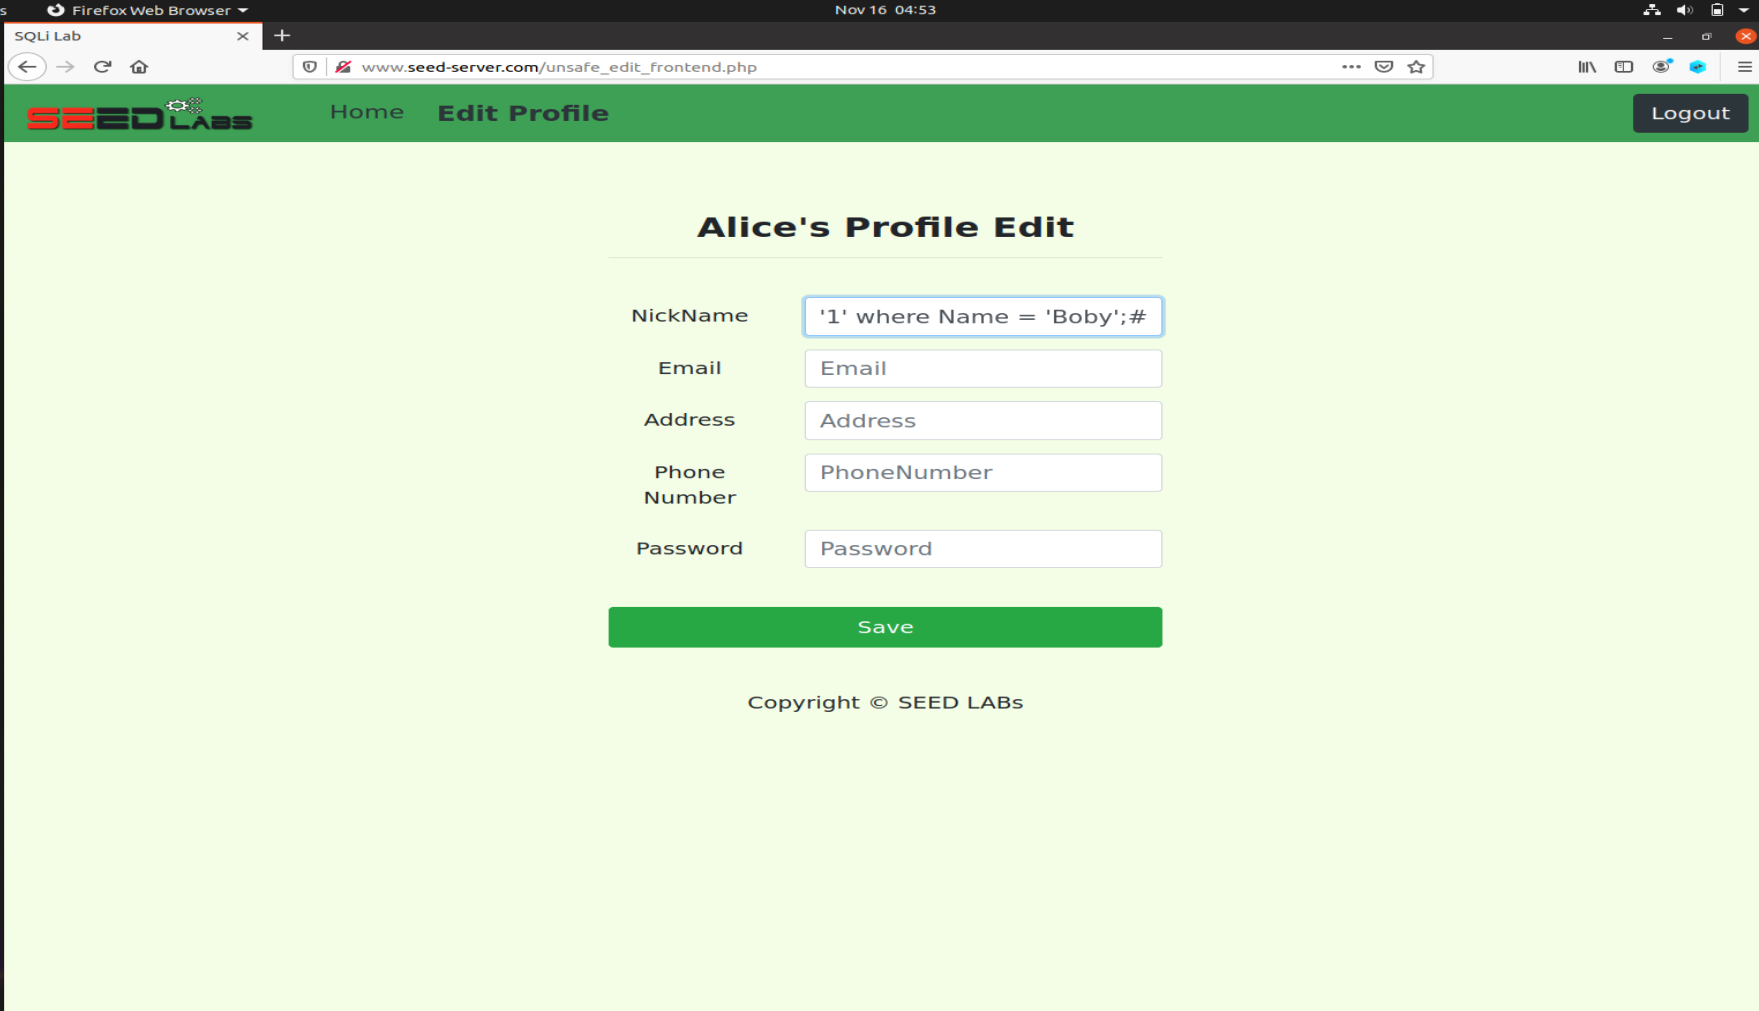 s Firefox Web Browser Nov 16 04:53
SQLi Lab
www.seed-server.com/unsafe_edit_frontend.php
SEED LABS Home Edit Profile Logout
Alice's Profile Edit
NickName '1' where Name = 'Boby';#
Email Email
Address Address
Phone Number PhoneNumber
Password Password
Save
Copyright © SEED LABs